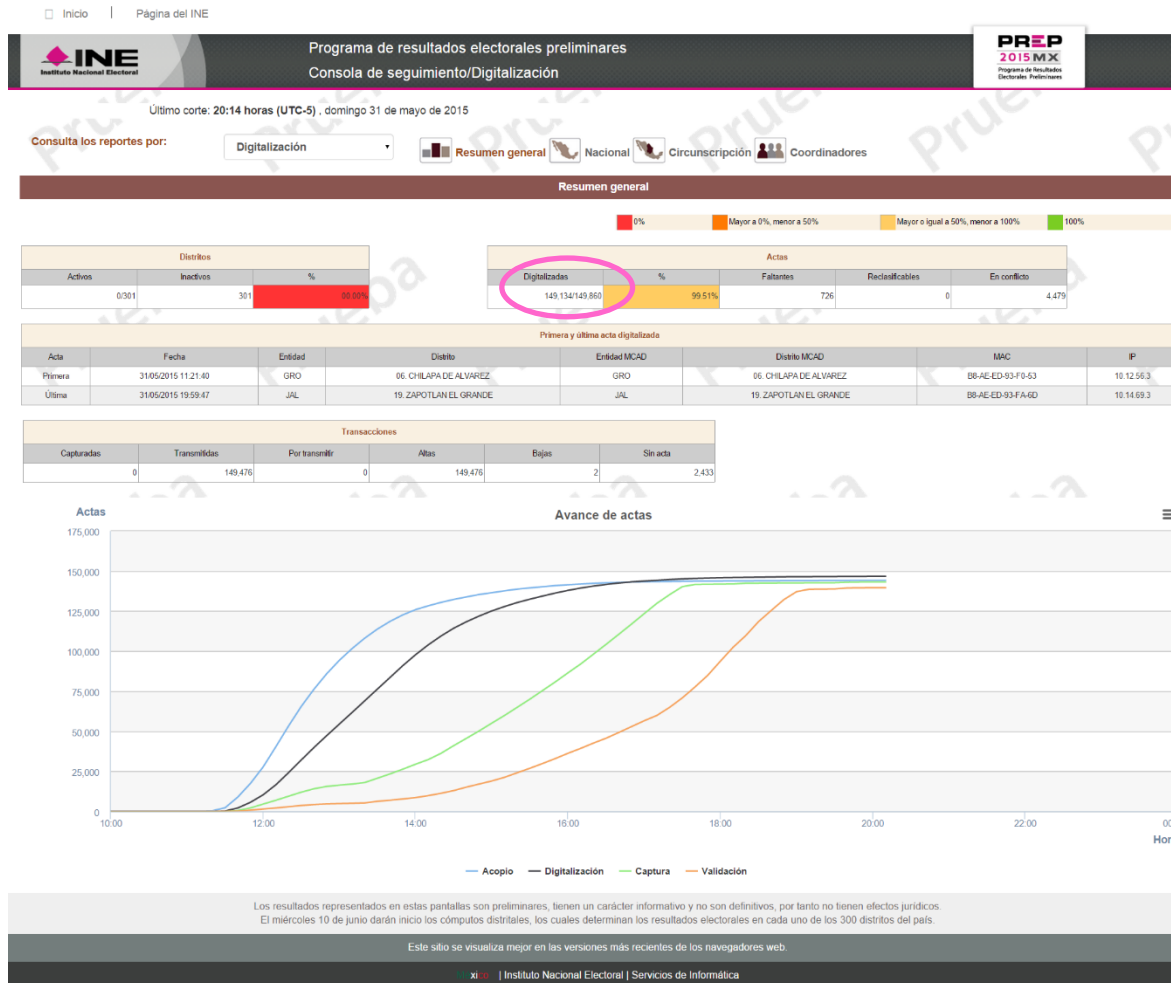 Inicio | Página del INE
INE
Instituto Nacional Electoral
Programa de resultados electorales preliminares
Consola de seguimiento/Digitalización
PREP
2015 MX
Programa de Resultados
Electorales Preliminares
Último corte: 20:14 horas (UTC-5) , domingo 31 de mayo de 2015
Consulta los reportes por: Digitalización Resumen general Nacional Circunscripción Coordinadores
Resumen general
0% Mayor a 0%, menor a 50% Mayor o igual a 50%, menor a 100% 100%
Distritos
Activos Inactivos %
0/301 301 00.00%
Actas
Digitalizadas % Faltantes Reclasificables En conflicto
149,134/149,860 99.51% 726 0 4,479
Primera y última acta digitalizada
Acta Fecha Entidad Distrito Entidad MCAD Distrito MCAD MAC IP
Primera 31/05/2015 11:21:40 GRO 06. CHILAPA DE ALVAREZ GRO 06. CHILAPA DE ALVAREZ B8-AE-ED-93-F0-53 10.12.56.3
Última 31/05/2015 19:59:47 JAL 19. ZAPOTLAN EL GRANDE JAL 19. ZAPOTLAN EL GRANDE B8-AE-ED-93-FA-6D 10.14.69.3
Transacciones
Capturadas Transmitidas Por transmitir Altas Bajas Sin acta
0 149,476 0 149,476 2 2,433
Prueba
Actas
Avance de actas
175,000
150,000
125,000
100,000
75,000
50,000
25,000
0
10:00 12:00 14:00 16:00 18:00 20:00 22:00 00
Hor
Acopio Digitalización Captura Validación
Los resultados representados en estas pantallas son preliminares, tienen un carácter informativo y no son definitivos, por tanto no tienen efectos jurídicos.
El miércoles 10 de junio darán inicio los cómputos distritales, los cuales determinan los resultados electorales en cada uno de los 300 distritos del país.
Este sitio se visualiza mejor en las versiones más recientes de los navegadores web.
México | Instituto Nacional Electoral | Servicios de Informática